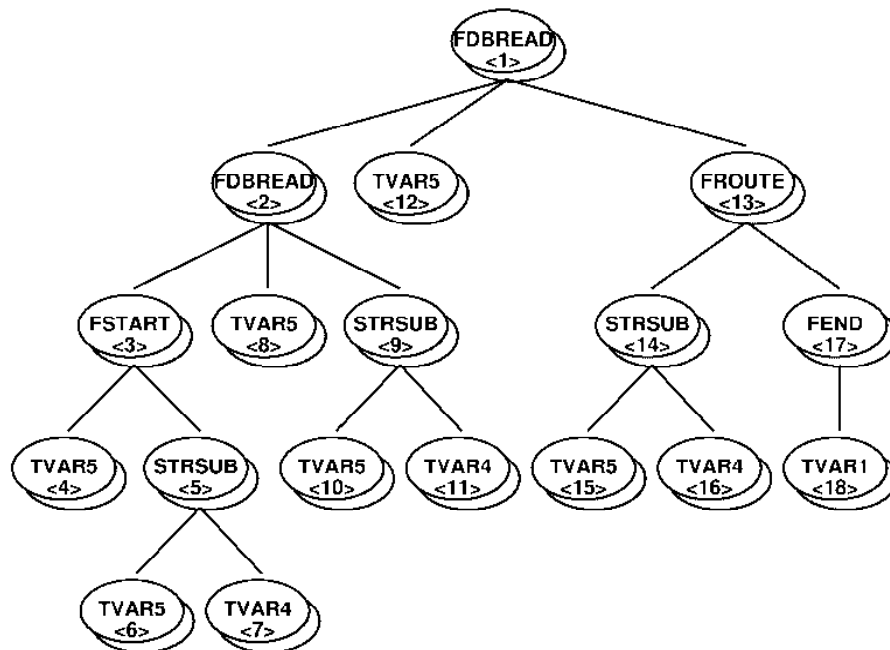 FDBREAD
<1>
FDBREAD
<2>
TVAR5
<12>
FROUTE
<13>
FSTART
<3>
TVAR5
<8>
STRSUB
<9>
STRSUB
<14>
FEND
<17>
TVAR5
<4>
STRSUB
<5>
TVAR5
<10>
TVAR4
<11>
TVAR5
<15>
TVAR4
<16>
TVAR1
<18>
TVAR5
<6>
TVAR4
<7>